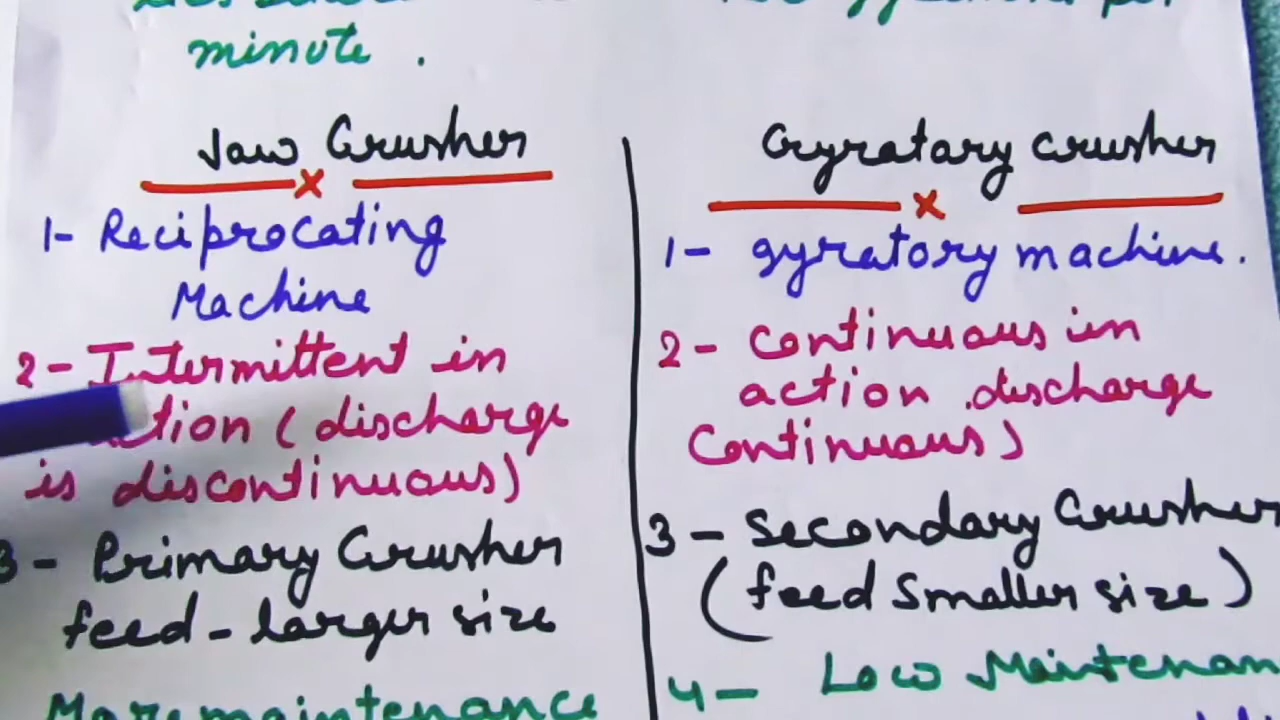 minute.
Jaw Crusher
1- Reciprocating
Machine
2- Intermittent in
action (discharge
is discontinuous)
3- Primary Crusher
feed - larger size
More maintenance
Gyratory crusher
1- gyratory machine.
2- Continuous in
action . discharge
Continuous)
3- Secondary Crusher
(feed Smaller size)
4- Low Maintenan